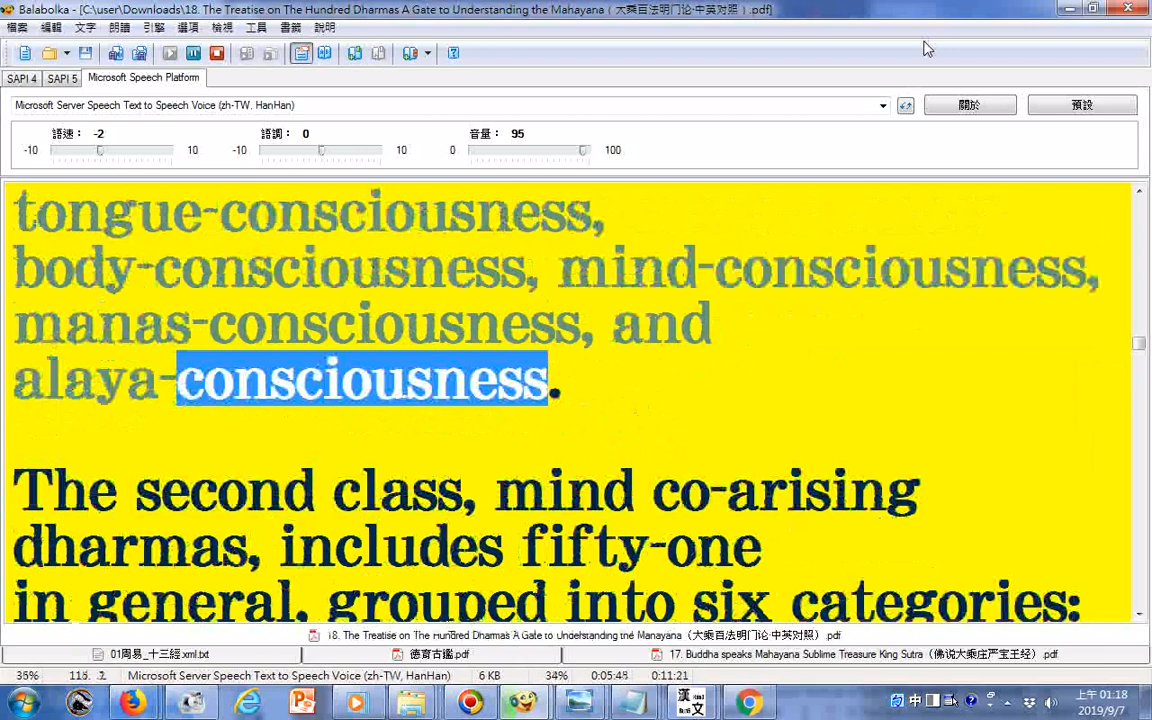 Balabolka - [C:\user\Downloads\18. The Treatise on The Hundred Dharmas A Gate to Understanding the Mahayana（大乘百法明门论·中英对照）.pdf]
檔案 編輯 文字 朗讀 引擎 選項 檢視 工具 書籤 說明
SAPI 4 SAPI 5 Microsoft Speech Platform
Microsoft Server Speech Text to Speech Voice (zh-TW, HanHan) 關於 預設
語速： -2 語調： 0 音量： 95
-10 10 -10 10 0 100
tongue-consciousness,
body-consciousness, mind-consciousness,
manas-consciousness, and
alaya-consciousness.
The second class, mind co-arising
dharmas, includes fifty-one
in general, grouped into six categories:
18. The Treatise on The Hundred Dharmas A Gate to Understanding the Mahayana（大乘百法明门论·中英对照）.pdf
01周易_十三經.xml.txt 德育古鑑.pdf 17. Buddha speaks Mahayana Sublime Treasure King Sutra（佛说大乘庄严宝王经）.pdf
35% Microsoft Server Speech Text to Speech Voice (zh-TW, HanHan) 6 KB 34% 0:05:48 0:11:21
漢文 中 上午 01:18
2019/9/7